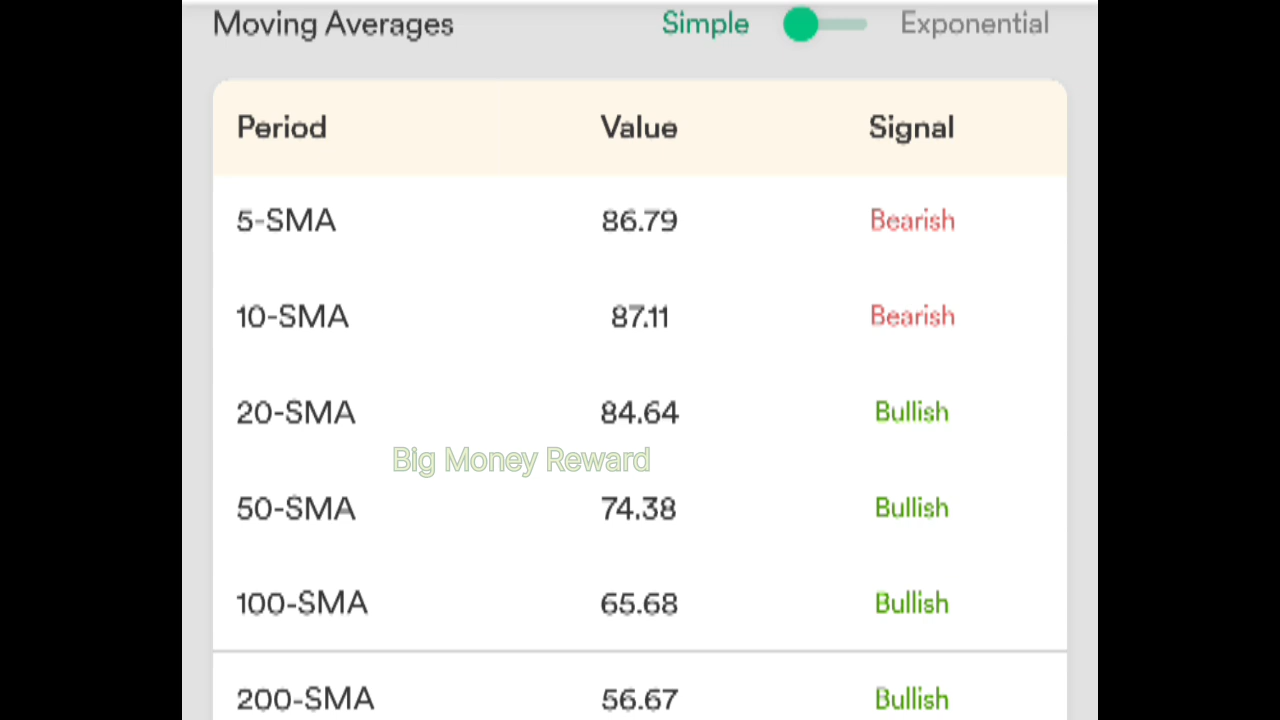 Moving Averages Simple Exponential
Period Value Signal
5-SMA 86.79 Bearish
10-SMA 87.11 Bearish
20-SMA 84.64 Bullish
Big Money Reward
50-SMA 74.38 Bullish
100-SMA 65.68 Bullish
200-SMA 56.67 Bullish